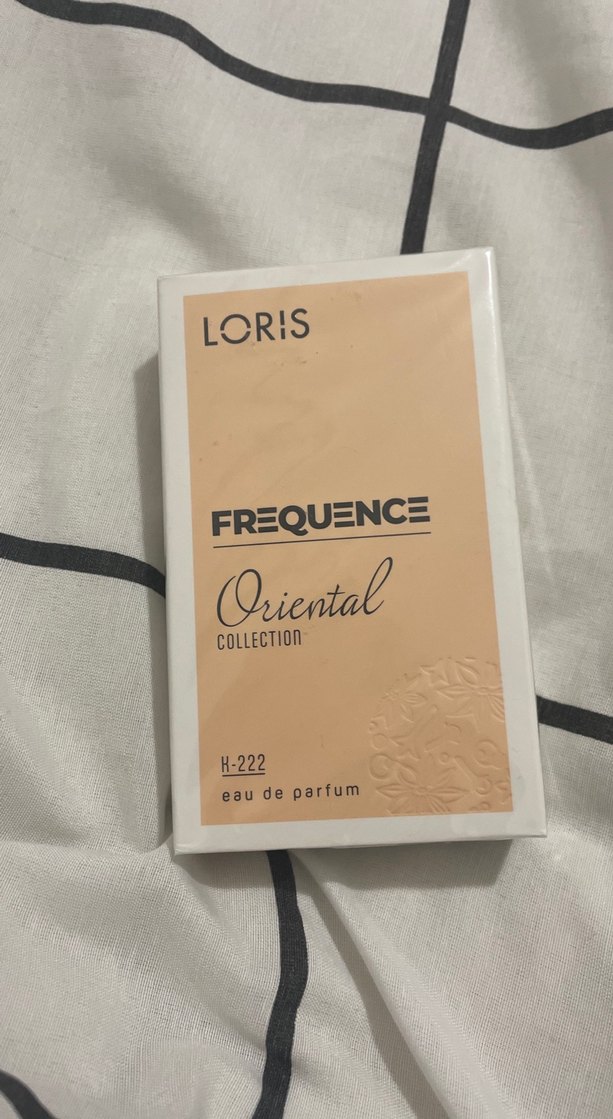 LORIS
FREQUENCE
Oriental
COLLECTION
K-222
eau de parfum